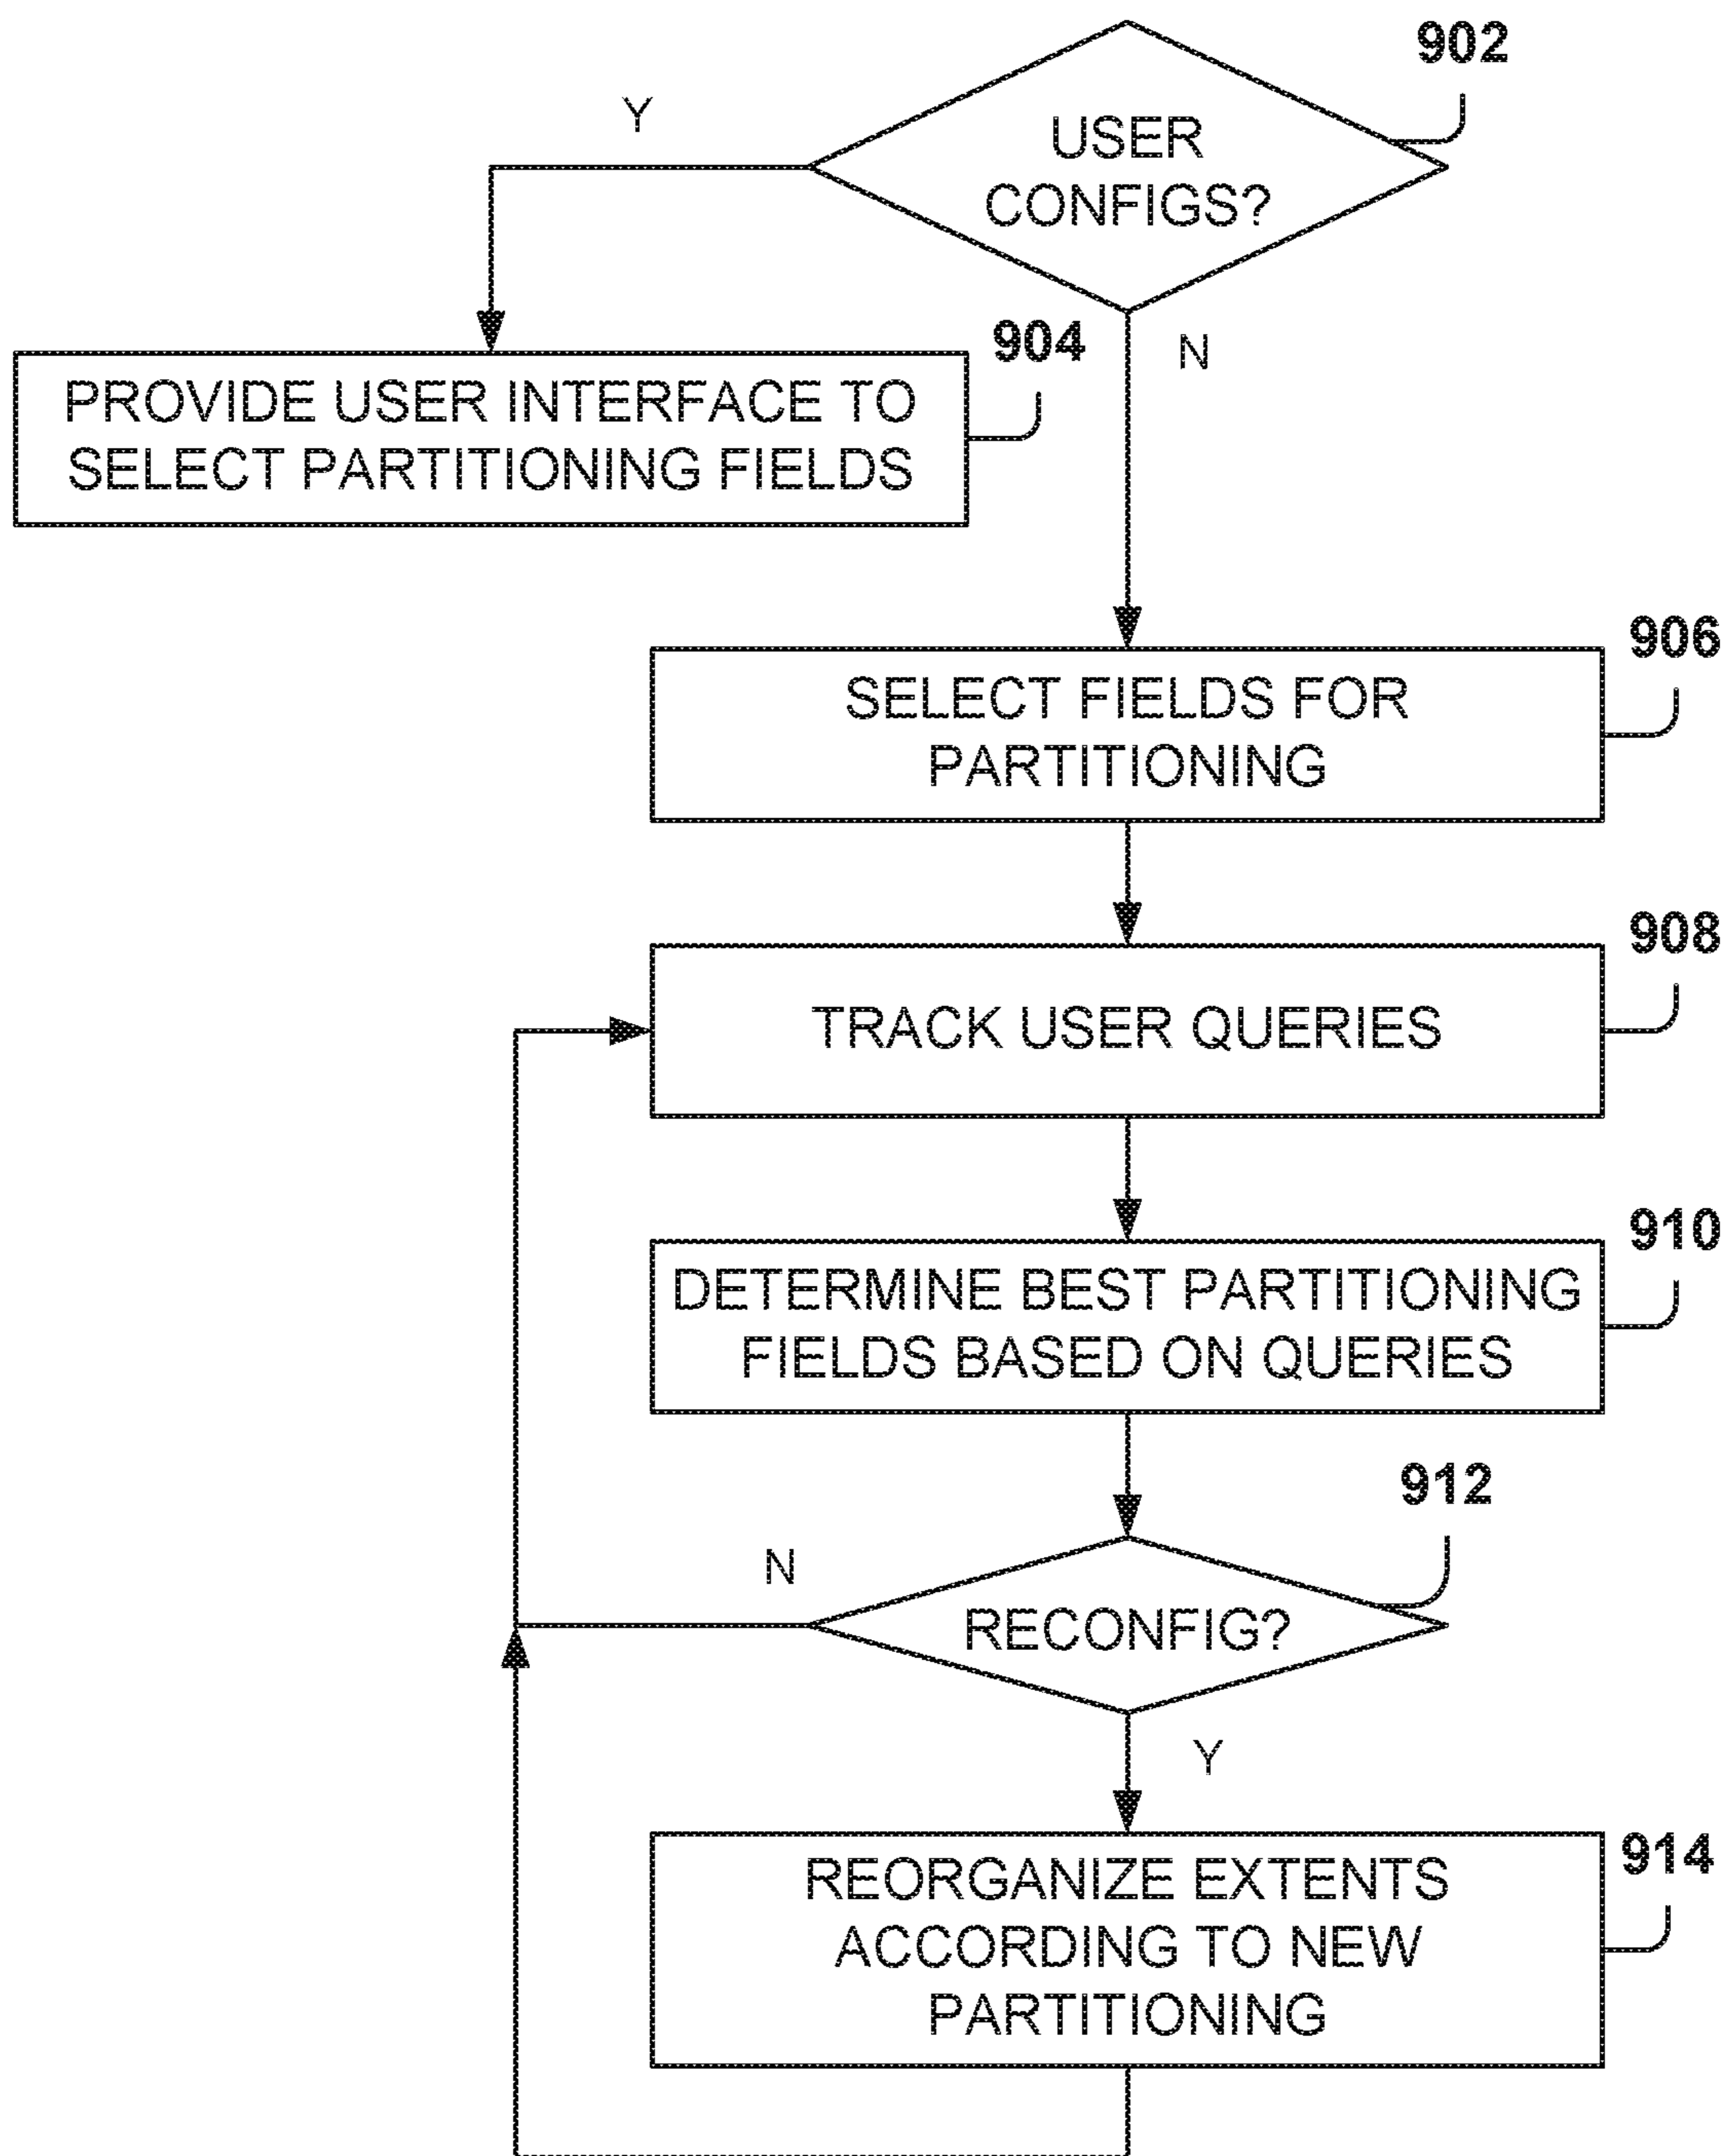 902
USER
CONFIGS?
Y
N
904
PROVIDE USER INTERFACE TO
SELECT PARTITIONING FIELDS
906
SELECT FIELDS FOR
PARTITIONING
908
TRACK USER QUERIES
910
DETERMINE BEST PARTITIONING
FIELDS BASED ON QUERIES
912
N
RECONFIG?
Y
914
REORGANIZE EXTENTS
ACCORDING TO NEW
PARTITIONING